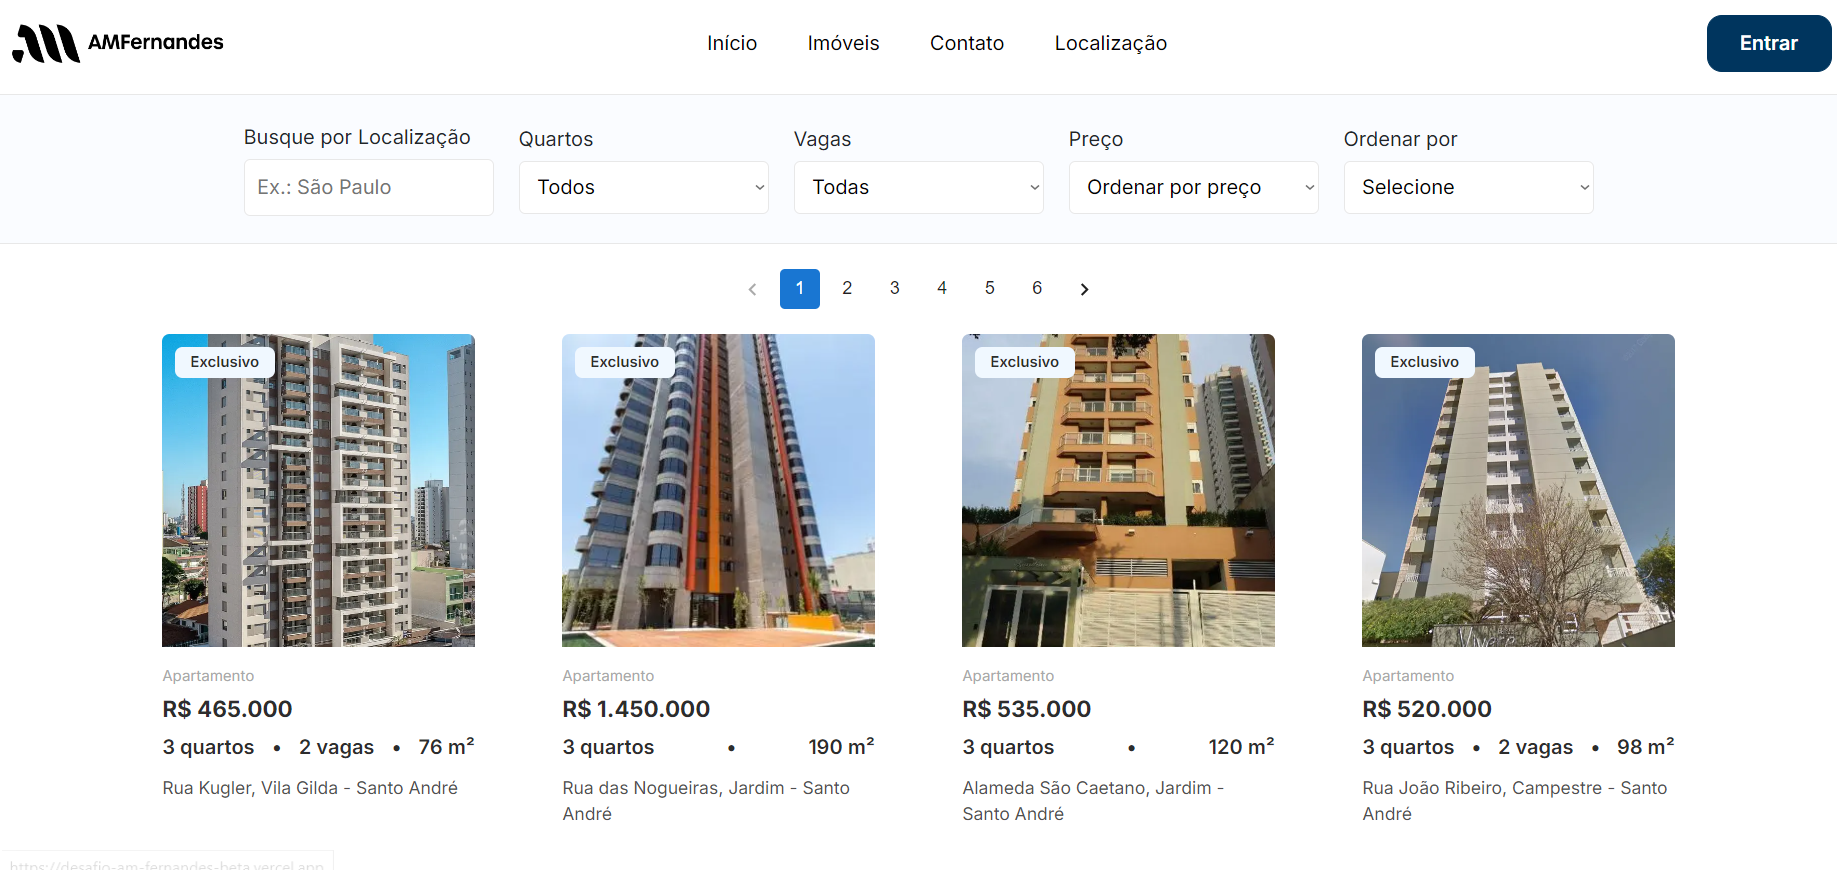 AMFernandes
Início Imóveis Contato Localização
Entrar
Busque por Localização
Ex.: São Paulo
Quartos
Todos
Vagas
Todas
Preço
Ordenar por preço
Ordenar por
Selecione
1 2 3 4 5 6
Exclusivo
Apartamento
R$ 465.000
3 quartos • 2 vagas • 76 m²
Rua Kugler, Vila Gilda - Santo André
Exclusivo
Apartamento
R$ 1.450.000
3 quartos • 190 m²
Rua das Nogueiras, Jardim - Santo
André
Exclusivo
Apartamento
R$ 535.000
3 quartos • 120 m²
Alameda São Caetano, Jardim -
Santo André
Exclusivo
Apartamento
R$ 520.000
3 quartos • 2 vagas • 98 m²
Rua João Ribeiro, Campestre - Santo
André
https://desafio-am-fernandes-beta.vercel.app